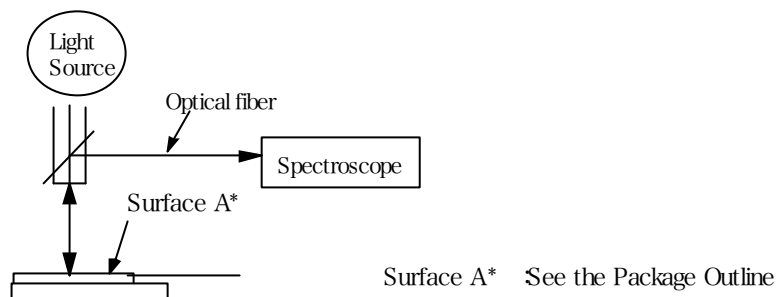 Light
Source
Optical fiber
Spectroscope
Surface A*
Surface A* :See the Package Outline